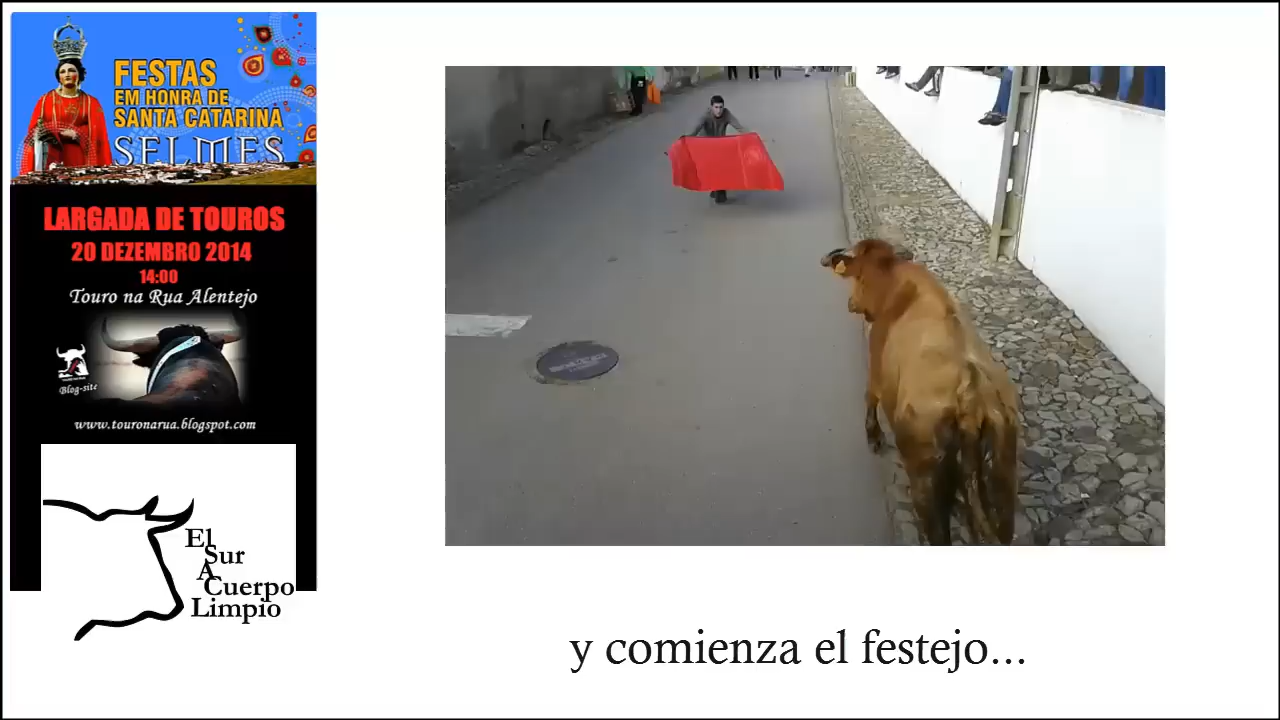 FESTAS
EM HONRA DE
SANTA CATARINA
SELMES
LARGADA DE TOUROS
20 DEZEMBRO 2014
14:00
Touro na Rua Alentejo
Blog-site
www.touronarua.blogspot.com
El
Sur
A
Cuerpo
Limpio
y comienza el festejo...